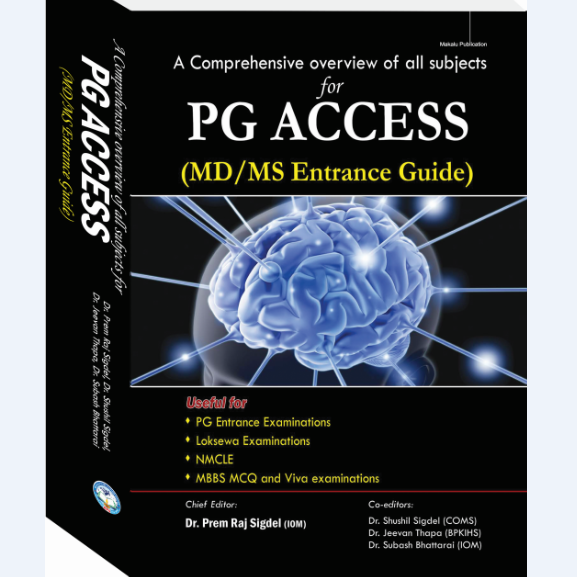 Makalu Publication
A Comprehensive overview of all subjects
for
PG ACCESS
(MD/MS Entrance Guide)
Useful for
PG Entrance Examinations
Loksewa Examinations
NMCLE
MBBS MCQ and Viva examinations
Chief Editor:
Dr. Prem Raj Sigdel (IOM)
Co-editors:
Dr. Shushil Sigdel (COMS)
Dr. Jeevan Thapa (BPKIHS)
Dr. Subash Bhattarai (IOM)
A Comprehensive overview of all subjects for
PG ACCESS
(MD/MS Entrance Guide)
Dr. Prem Raj Sigdel, Dr. Shushil Sigdel,
Dr. Jeevan Thapa, Dr. Subash Bhattarai